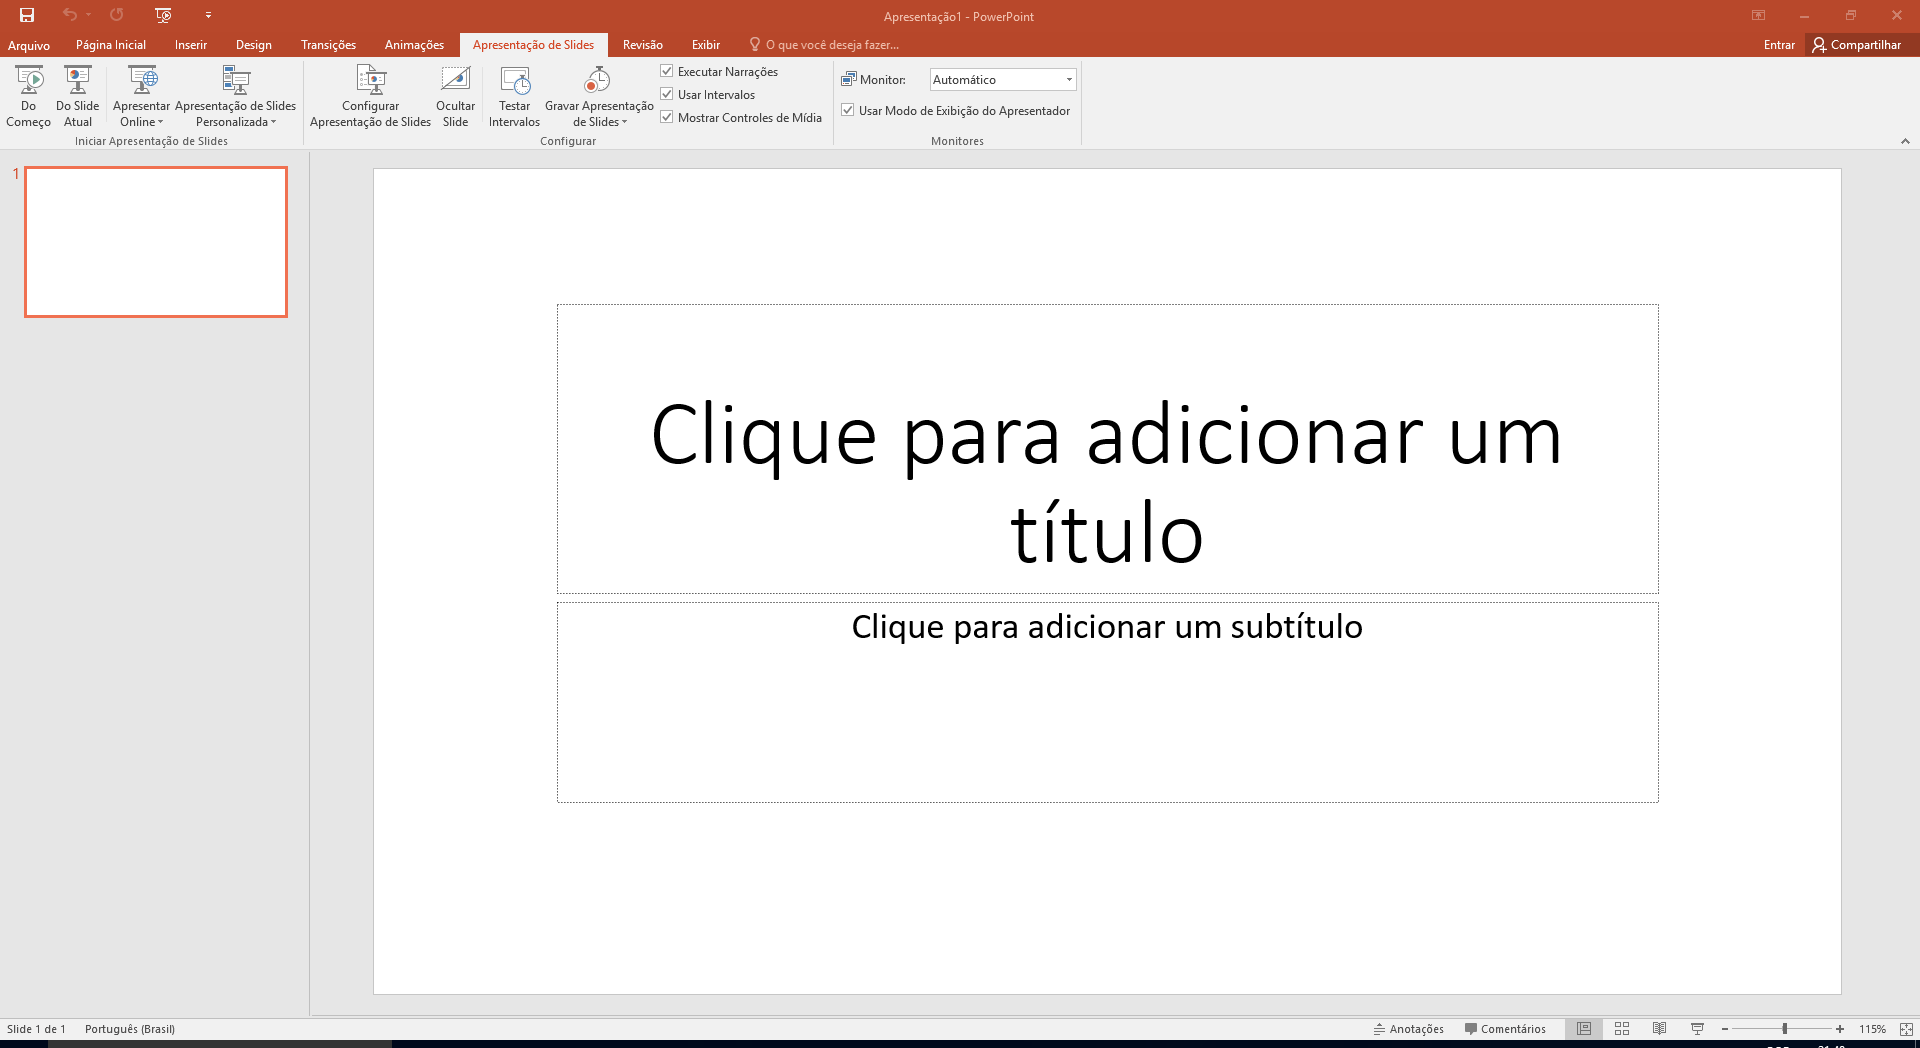 Apresentação1 - PowerPoint
Arquivo Página Inicial Inserir Design Transições Animações Apresentação de Slides Revisão Exibir O que você deseja fazer... Entrar Compartilhar
Do Começo
Do Slide Atual
Apresentar Online
Apresentação de Slides Personalizada
Iniciar Apresentação de Slides
Configurar Apresentação de Slides
Ocultar Slide
Testar Intervalos
Gravar Apresentação de Slides
Executar Narrações
Usar Intervalos
Mostrar Controles de Mídia
Configurar
Monitor: Automático
Usar Modo de Exibição do Apresentador
Monitores
1
Clique para adicionar um
título
Clique para adicionar um subtítulo
Slide 1 de 1 Português (Brasil) Anotações Comentários 115%